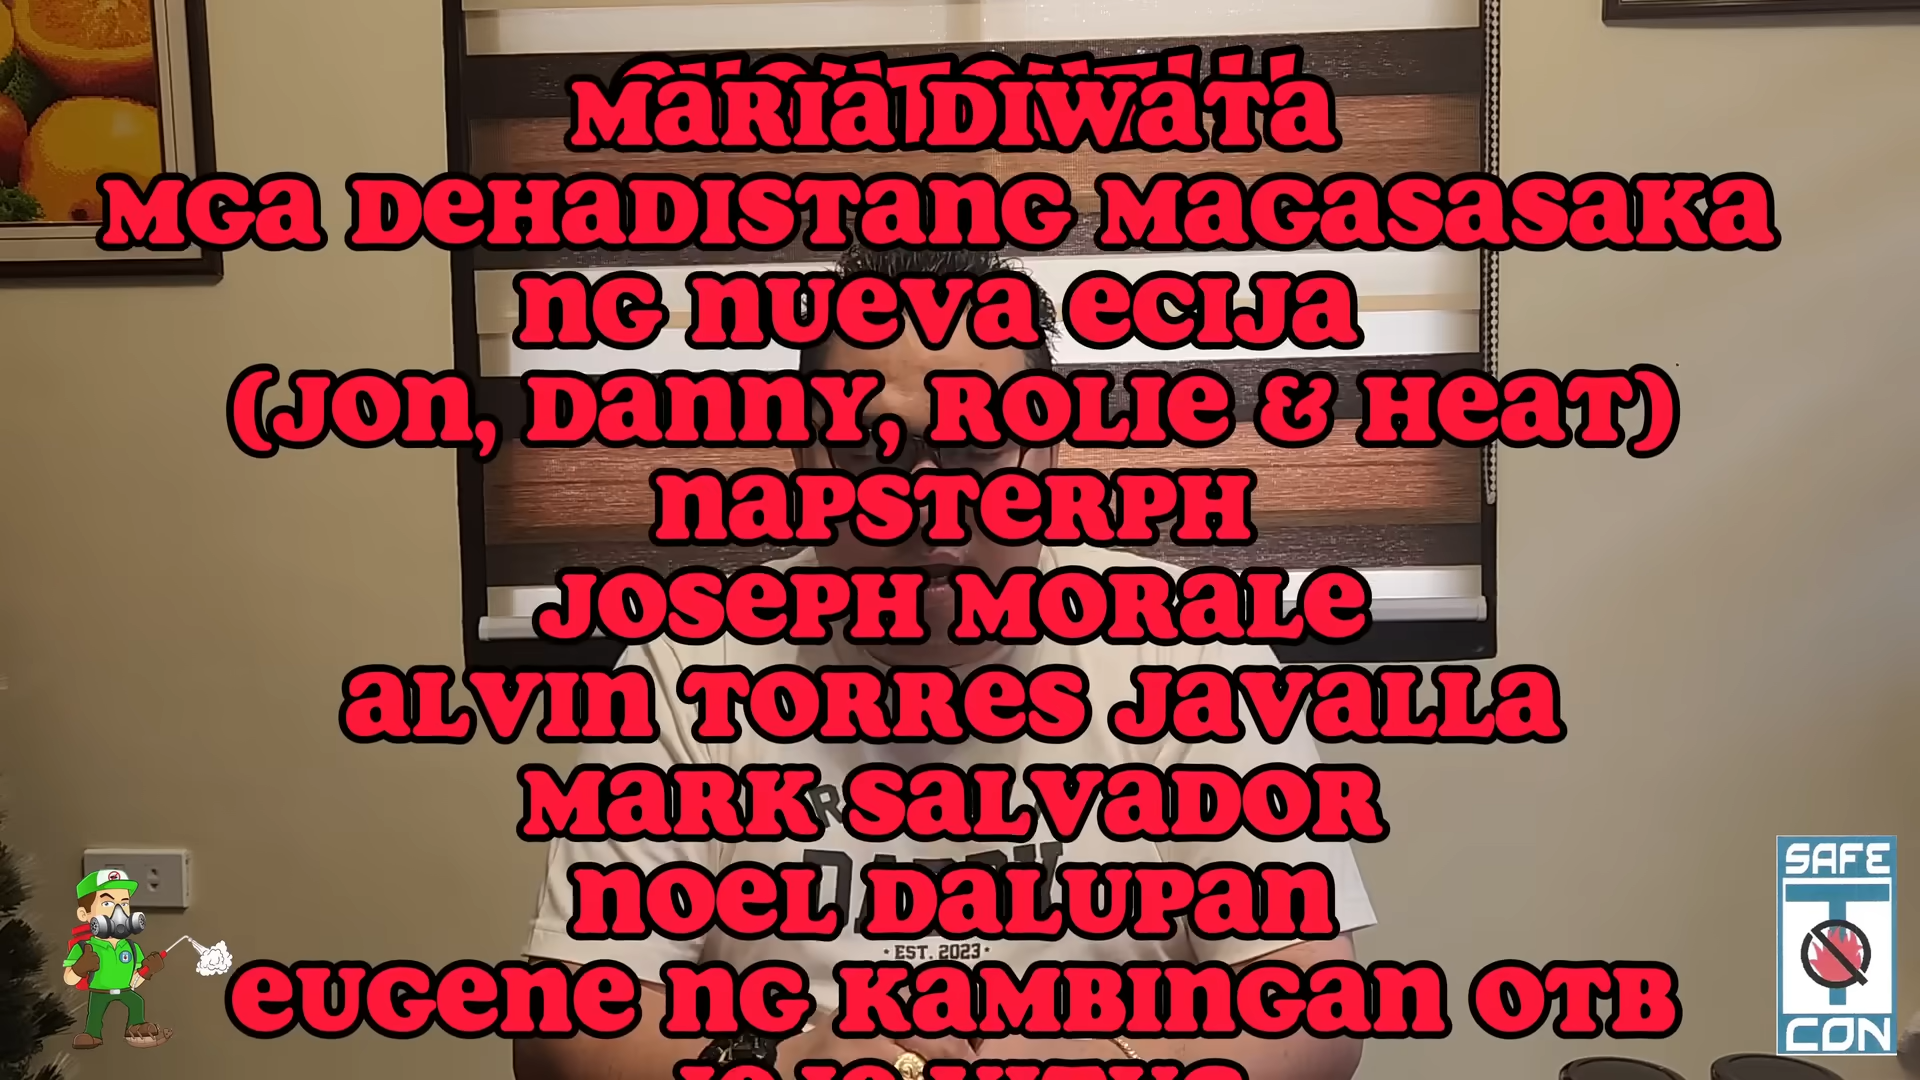 MARIA DIWATA
MGA DEHADISTANG MAGASASAKA
NG NUEVA ECIJA
(JON, DANNY, ROLIE & HEAT)
NAPSTERPH
JOSEPH MORALE
ALVIN TORRES JAVALLA
MARK SALVADOR
NOEL DALUPAN
• EST. 2023 •
EUGENE NG KAMBINGAN OTB
SAFE
T
CON